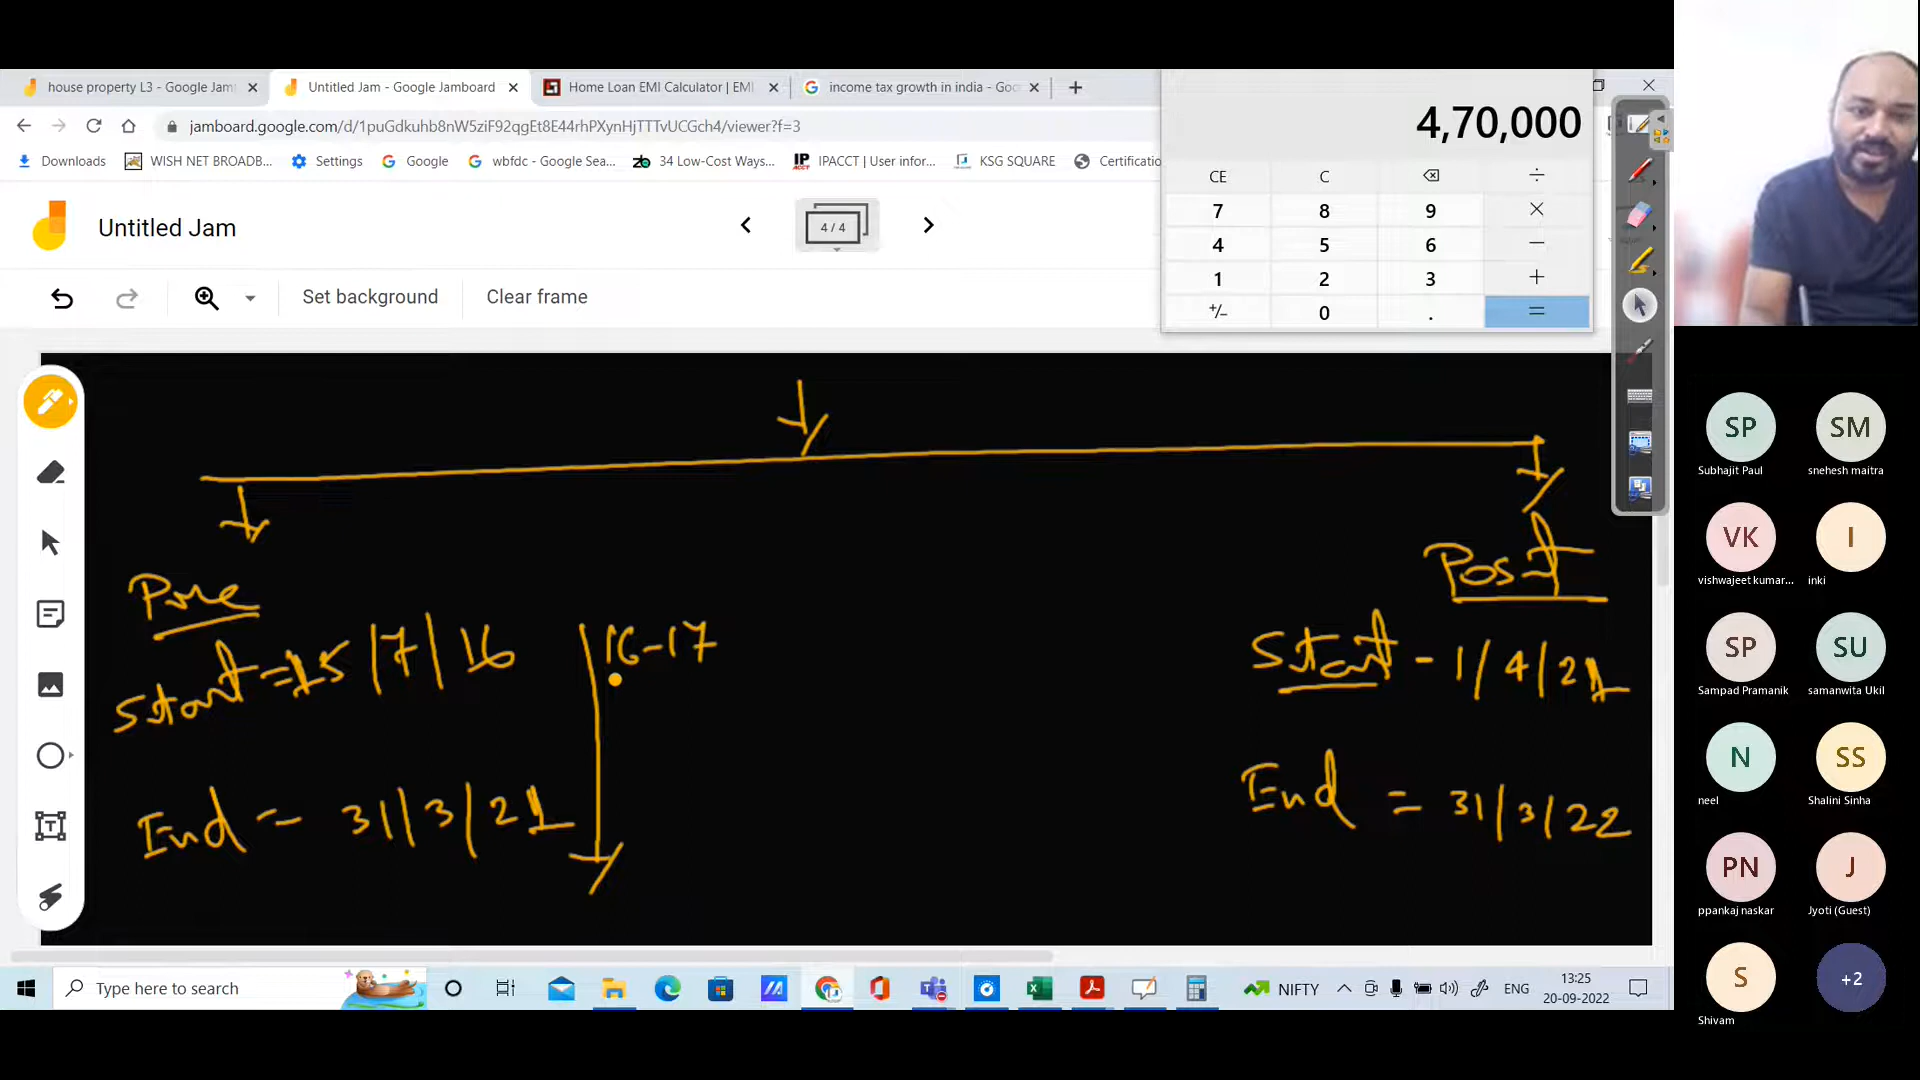 house property L3 - Google Jam
Untitled Jam - Google Jamboard
Home Loan EMI Calculator | EMI
income tax growth in india - Goo
jamboard.google.com/d/1puGdkuhb8nW5ziF92qgEt8E44rhPXynHjTTTvUCGch4/viewer?f=3
Downloads
WISH NET BROADB...
Settings
Google
wbfdc - Google Sea...
34 Low-Cost Ways...
IPACCT | User infor...
KSG SQUARE
Certificatio
4,70,000
CE C ⌫ ÷
7 8 9 ×
4 5 6 −
1 2 3 +
+/- 0 . =
Untitled Jam
4 / 4
Set background
Clear frame
Pre
Start = 15/7/16
16-17
End = 31/3/21
Post
Start - 1/4/21
End = 31/3/22
SP
Subhajit Paul
SM
snehesh maitra
VK
vishwajeet kumar...
I
inki
SP
Sampad Pramanik
SU
samanwita Ukil
N
neel
SS
Shalini Sinha
PN
ppankaj naskar
J
Jyoti (Guest)
S
Shivam
+2
Type here to search
NIFTY
ENG
13:25
20-09-2022